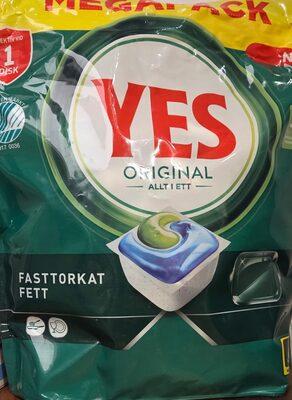 MEGAPACK
1
DISK
YES
ORIGINAL
ALLT I ETT
FASTTORKAT
FETT